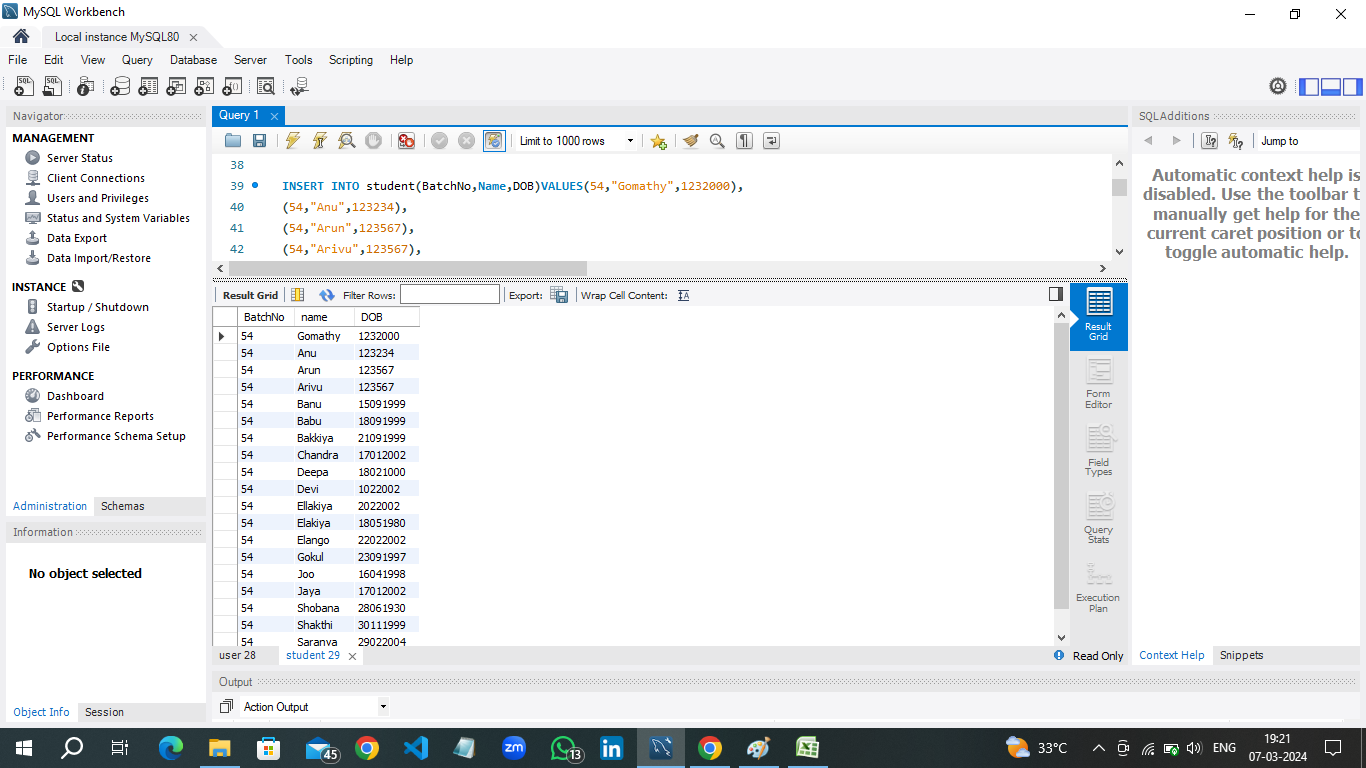 MySQL Workbench
Local instance MySQL80
File Edit View Query Database Server Tools Scripting Help
Navigator
MANAGEMENT
Server Status
Client Connections
Users and Privileges
Status and System Variables
Data Export
Data Import/Restore
INSTANCE
Startup / Shutdown
Server Logs
Options File
PERFORMANCE
Dashboard
Performance Reports
Performance Schema Setup
Administration Schemas
Information
No object selected
Object Info Session
Query 1
Limit to 1000 rows
38
39 INSERT INTO student(BatchNo,Name,DOB)VALUES(54,"Gomathy",1232000),
40 (54,"Anu",123234),
41 (54,"Arun",123567),
42 (54,"Arivu",123567),
Result Grid Filter Rows: Export: Wrap Cell Content:
BatchNo name DOB
54 Gomathy 1232000
54 Anu 123234
54 Arun 123567
54 Arivu 123567
54 Banu 15091999
54 Babu 18091999
54 Bakkiya 21091999
54 Chandra 17012002
54 Deepa 18021000
54 Devi 1022002
54 Ellakiya 2022002
54 Elakiya 18051980
54 Elango 22022002
54 Gokul 23091997
54 Joo 16041998
54 Jaya 17012002
54 Shobana 28061930
54 Shakthi 30111999
54 Saranya 29022004
Result
Grid
Form
Editor
Field
Types
Query
Stats
Execution
Plan
user 28 student 29
Read Only
Output
Action Output
SQLAdditions
Jump to
Automatic context help is
disabled. Use the toolbar t
manually get help for the
current caret position or to
toggle automatic help.
Context Help Snippets
45
zm
13
in
33°C
ENG
19:21
07-03-2024